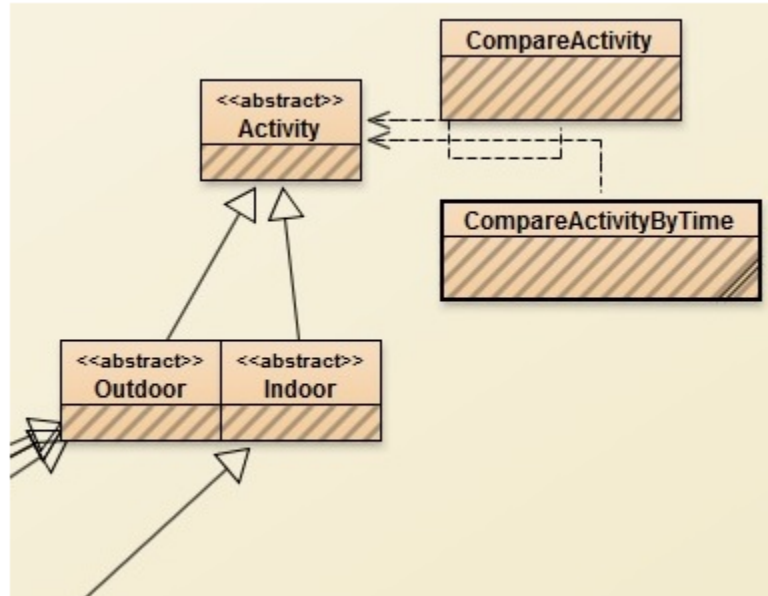 CompareActivity
<<abstract>>
Activity
CompareActivityByTime
<<abstract>>
Outdoor
<<abstract>>
Indoor